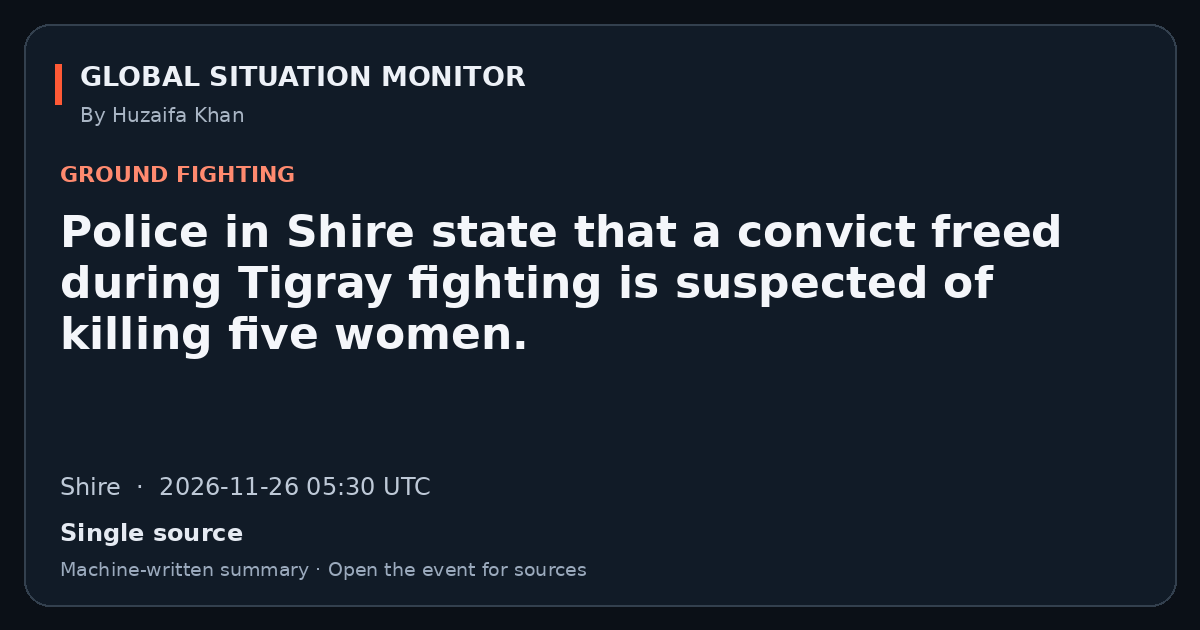 GLOBAL SITUATION MONITOR
By Huzaifa Khan
GROUND FIGHTING
Police in Shire state that a convict freed
during Tigray fighting is suspected of
killing five women.
Shire · 2026-11-26 05:30 UTC
Single source
Machine-written summary · Open the event for sources